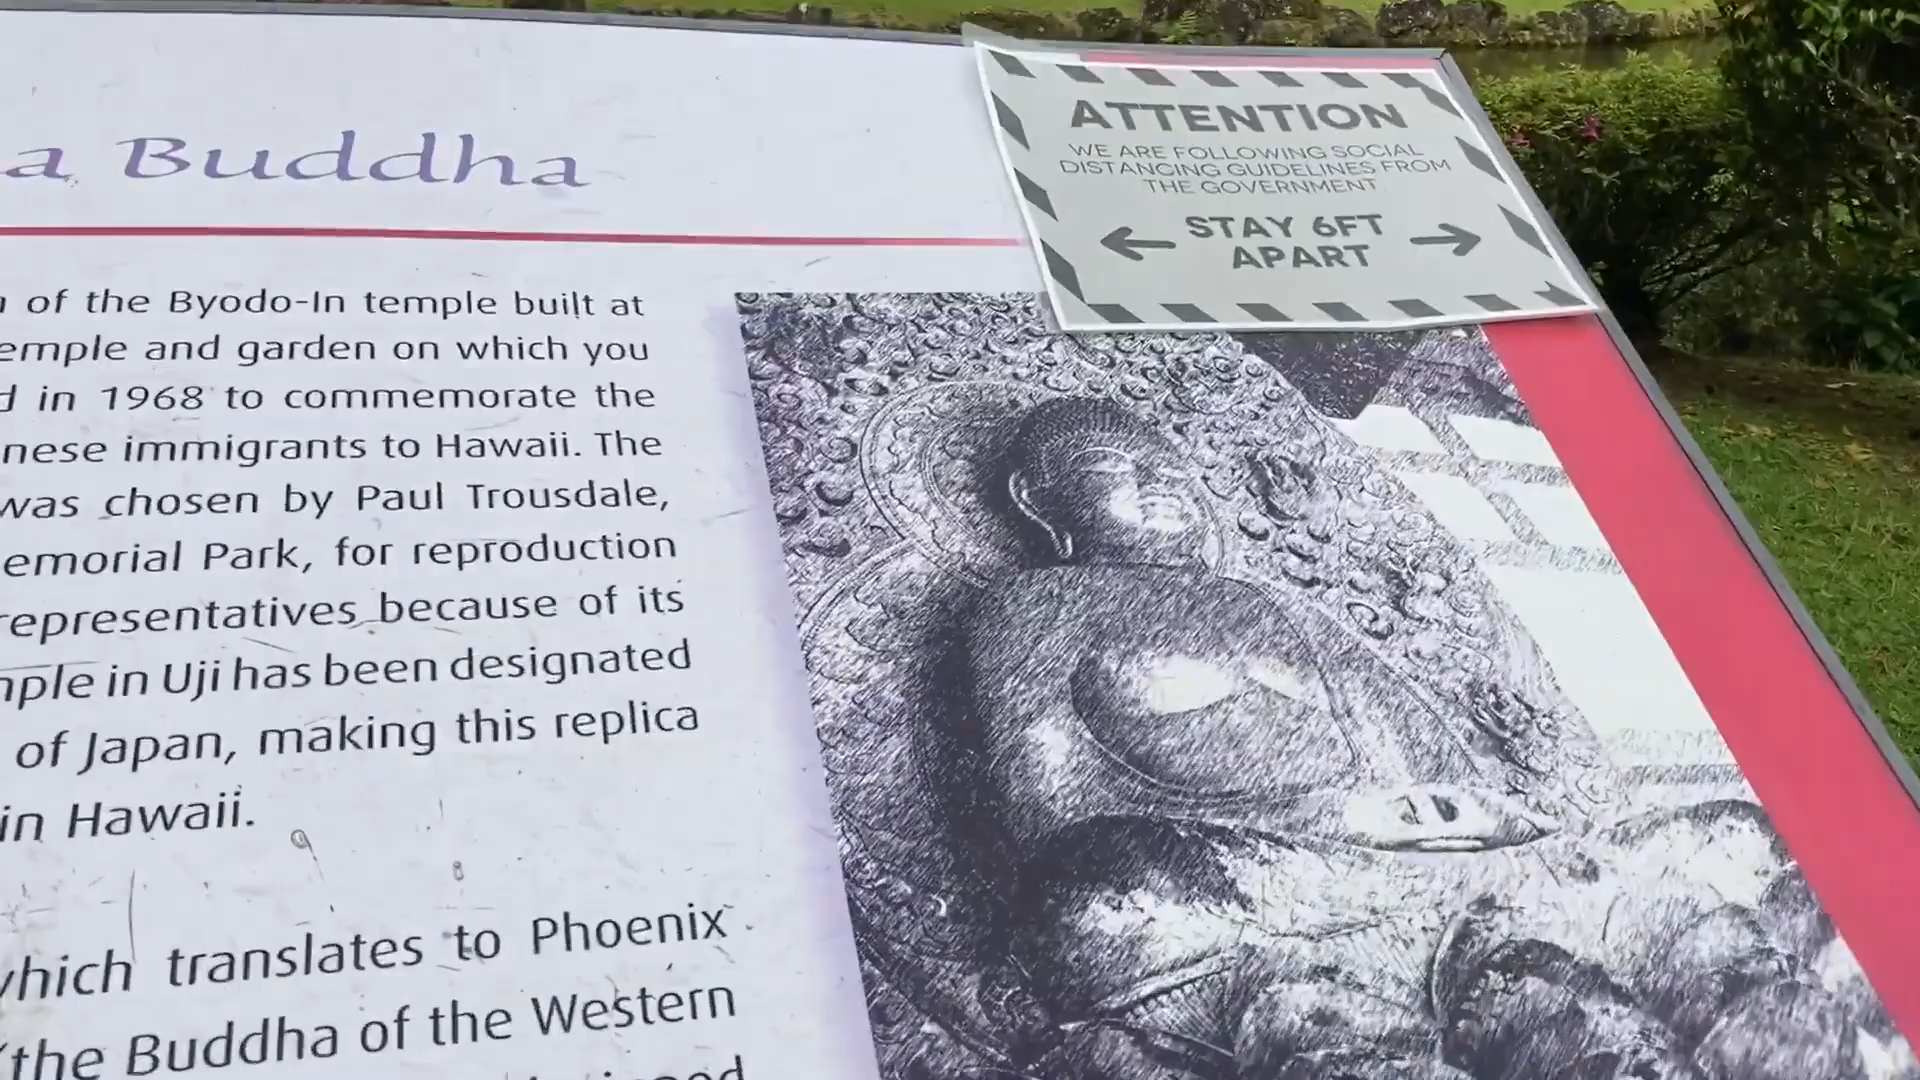 a Buddha
of the Byodo-In temple built at
temple and garden on which you
in 1968 to commemorate the
nese immigrants to Hawaii. The
was chosen by Paul Trousdale,
emorial Park, for reproduction
representatives because of its
mple in Uji has been designated
of Japan, making this replica
in Hawaii.
which translates to Phoenix
(the Buddha of the Western
ATTENTION
WE ARE FOLLOWING SOCIAL
DISTANCING GUIDELINES FROM
THE GOVERNMENT
← STAY 6FT →
APART